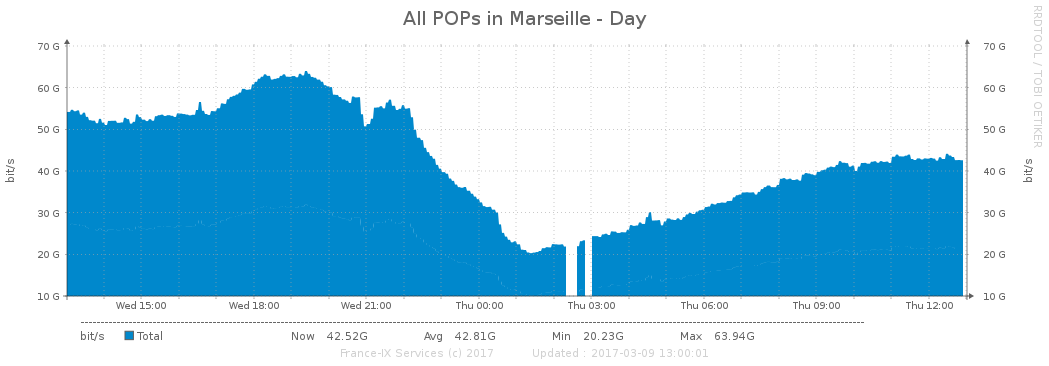 All POPs in Marseille - Day
RRDTOOL / TOBI OETIKER
70 G 70 G
60 G 60 G
50 G 50 G
40 G 40 G
30 G 30 G
20 G 20 G
10 G 10 G
bit/s
bit/s
Wed 15:00 Wed 18:00 Wed 21:00 Thu 00:00 Thu 03:00 Thu 06:00 Thu 09:00 Thu 12:00
bit/s Total Now 42.52G Avg 42.81G Min 20.23G Max 63.94G
France-IX Services (c) 2017 Updated : 2017-03-09 13:00:01